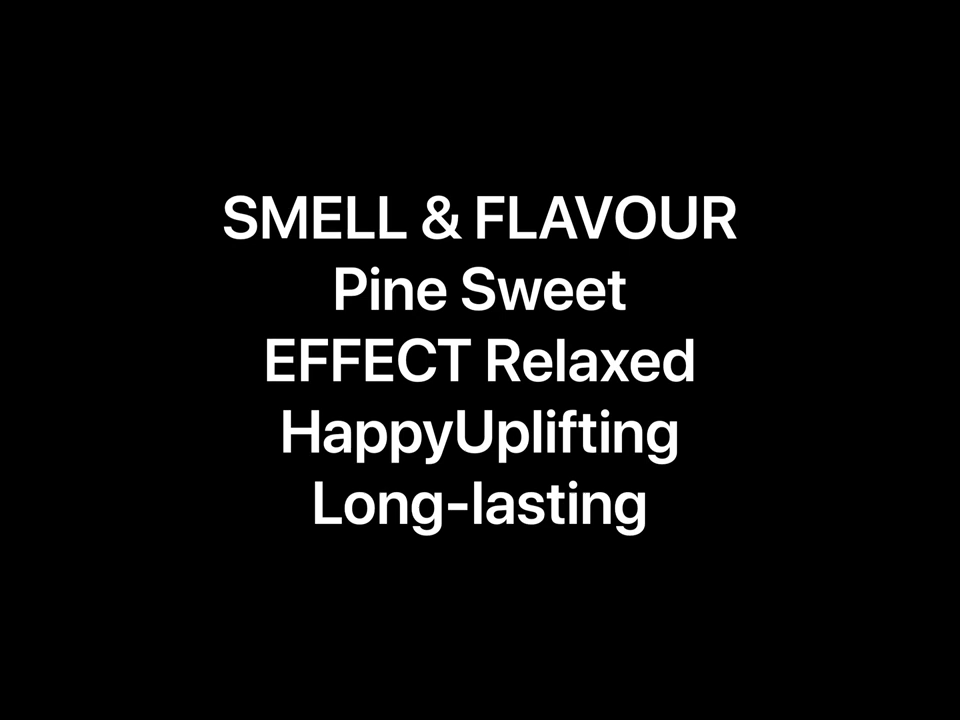 SMELL & FLAVOUR
Pine Sweet
EFFECT Relaxed
HappyUplifting
Long-lasting